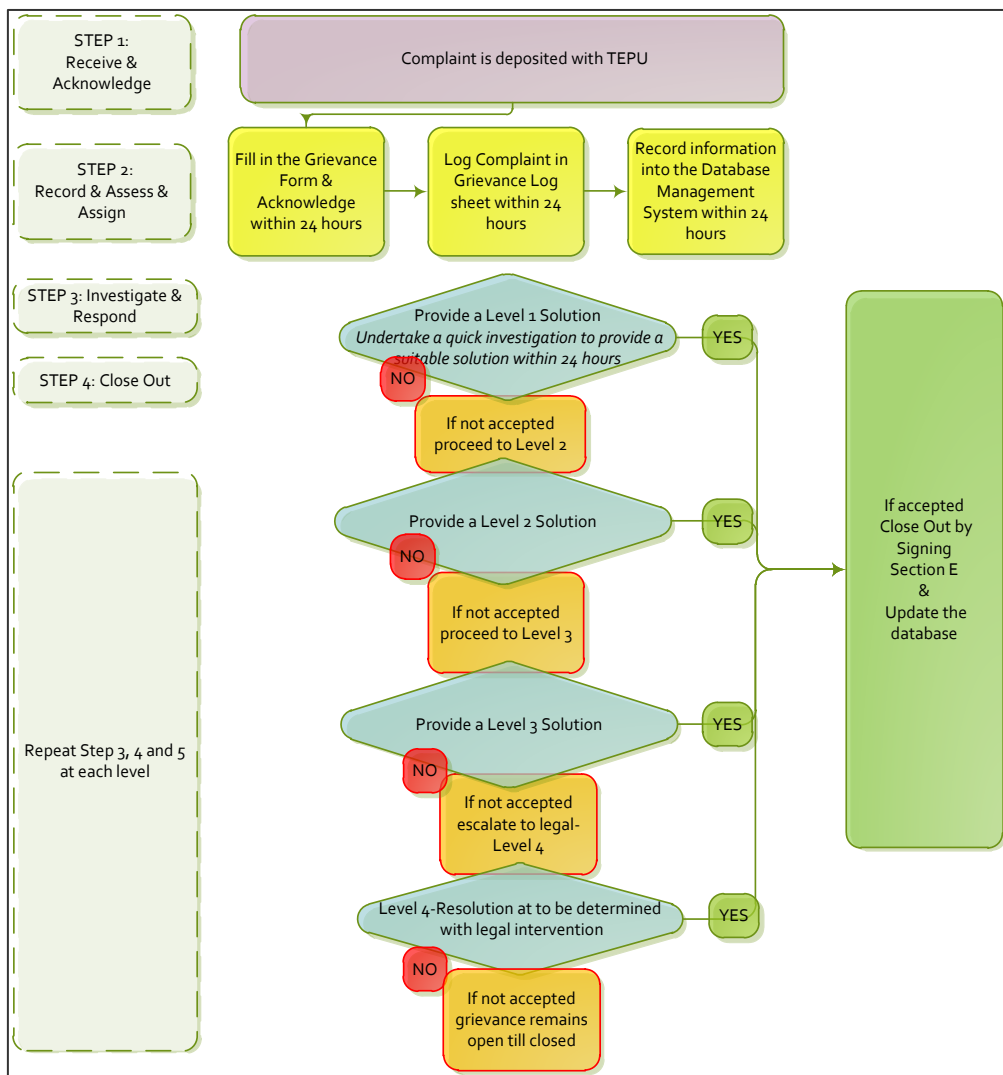 STEP 1:
Receive &
Acknowledge
Complaint is deposited with TEPU
STEP 2:
Record & Assess &
Assign
Fill in the Grievance
Form &
Acknowledge
within 24 hours
Log Complaint in
Grievance Log
sheet within 24
hours
Record information
into the Database
Management
System within 24
hours
STEP 3: Investigate &
Respond
Provide a Level 1 Solution
Undertake a quick investigation to provide a
suitable solution within 24 hours
YES
NO
STEP 4: Close Out
If not accepted
proceed to Level 2
Repeat Step 3, 4 and 5
at each level
Provide a Level 2 Solution
YES
NO
If not accepted
proceed to Level 3
Provide a Level 3 Solution
YES
NO
If not accepted
escalate to legal-
Level 4
Level 4-Resolution at to be determined
with legal intervention
YES
NO
If not accepted
grievance remains
open till closed
If accepted
Close Out by
Signing
Section E
&
Update the
database